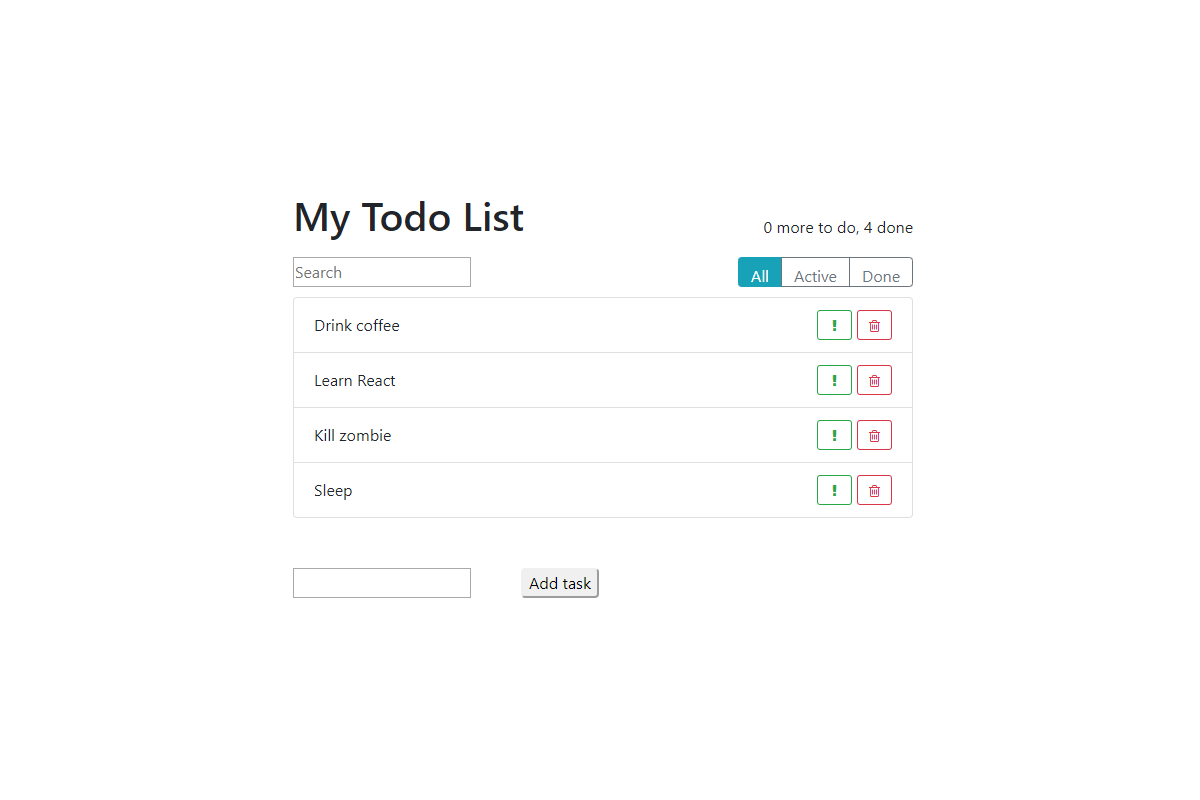 My Todo List
0 more to do, 4 done
Search
All Active Done
Drink coffee
Learn React
Kill zombie
Sleep
Add task